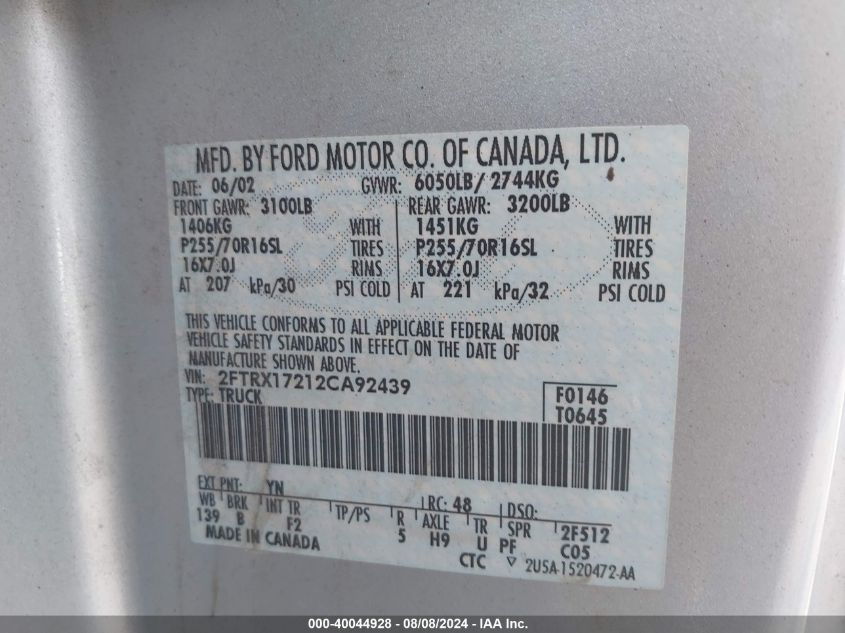 MFD. BY FORD MOTOR CO. OF CANADA, LTD.
DATE: 06/02 GVWR: 6050LB/ 2744KG
FRONT GAWR: 3100LB REAR GAWR: 3200LB
1406KG WITH 1451KG WITH
P255/70R16SL TIRES P255/70R16SL TIRES
16X7.0J RIMS 16X7.0J RIMS
AT 207 kPa/30 PSI COLD AT 221 kPa/32 PSI COLD
THIS VEHICLE CONFORMS TO ALL APPLICABLE FEDERAL MOTOR
VEHICLE SAFETY STANDARDS IN EFFECT ON THE DATE OF
MANUFACTURE SHOWN ABOVE.
VIN: 2FTRX17212CA92439 F0146
TYPE: TRUCK T0645
EXT PNT: YN RC: 48 DSO:
WB BRK INT TR TP/PS R AXLE TR SPR 2F512
139 B F2 5 H9 U PF C05
MADE IN CANADA CTC ▽ 2U5A-1520472-AA
000-40044928 - 08/08/2024 - IAA Inc.